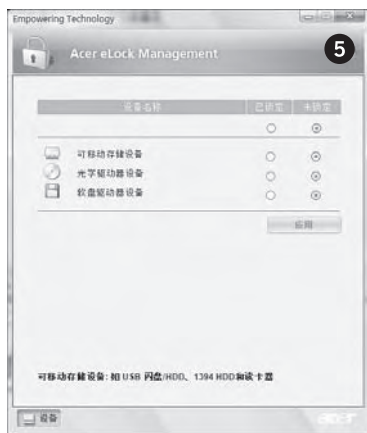 Empowering Technology
Acer eLock Management
5
设备名称 已锁定 未锁定
可移动存储设备
光学驱动器设备
软盘驱动器设备
应用
可移动存储设备: 如 USB 闪盘/HDD、1394 HDD和读卡器
设备
acer